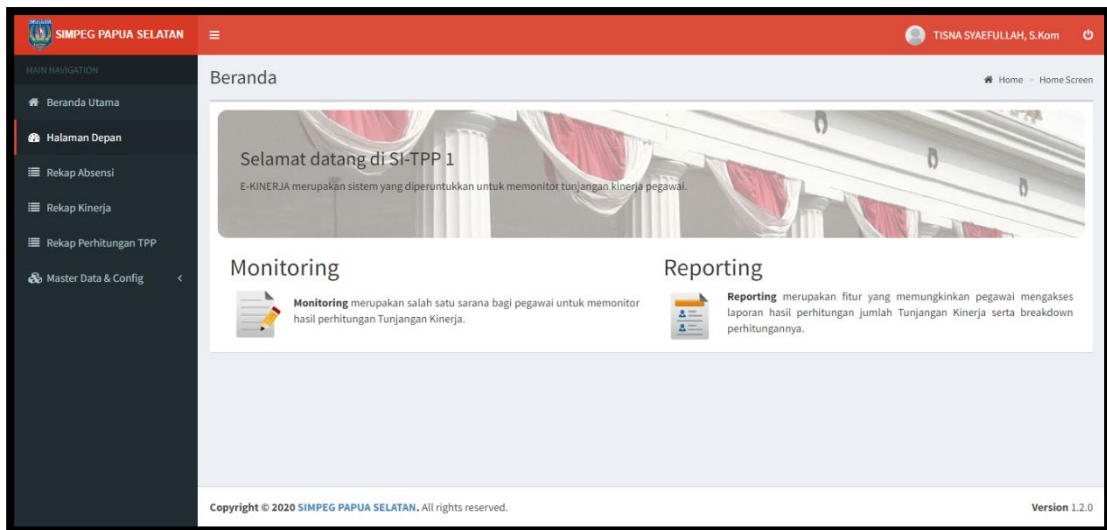 SIMPEG PAPUA SELATAN
TISNA SYAEFULLAH, S.Kom
MAIN NAVIGATION
Beranda Utama
Halaman Depan
Rekap Absensi
Rekap Kinerja
Rekap Perhitungan TPP
Master Data & Config
Beranda
Home > Home Screen
Selamat datang di SI-TPP 1
E-KINERJA merupakan sistem yang diperuntukkan untuk memonitor tunjangan kinerja pegawai.
Monitoring
Monitoring merupakan salah satu sarana bagi pegawai untuk memonitor
hasil perhitungan Tunjangan Kinerja.
Reporting
Reporting merupakan fitur yang memungkinkan pegawai mengakses
laporan hasil perhitungan jumlah Tunjangan Kinerja serta breakdown
perhitungannya.
Copyright © 2020 SIMPEG PAPUA SELATAN. All rights reserved.
Version 1.2.0